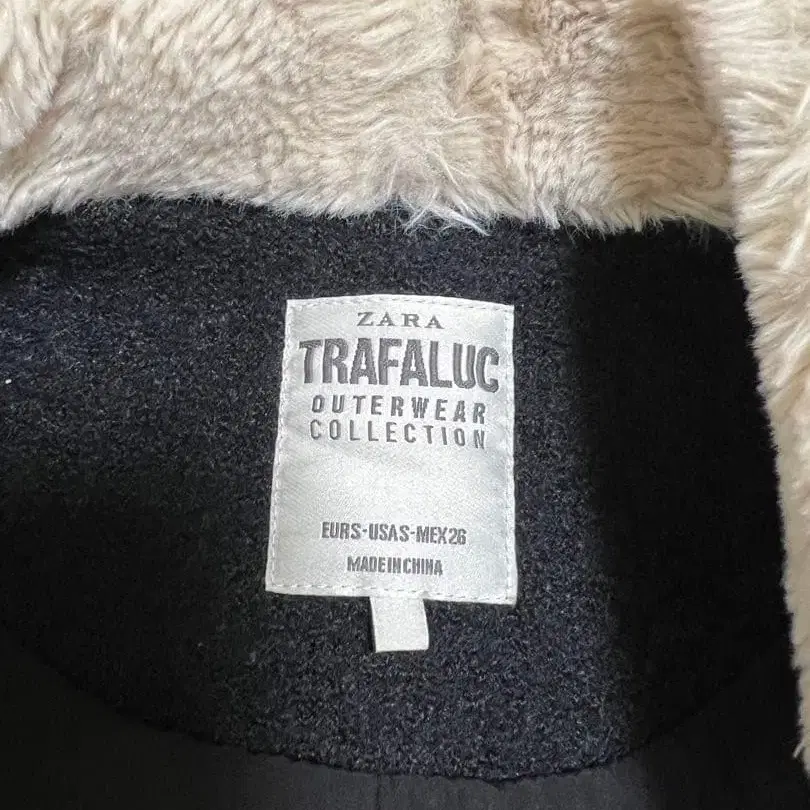 ZARA
TRAFALUC
OUTERWEAR
COLLECTION
EURS-USAS-MEX26
MADE IN CHINA